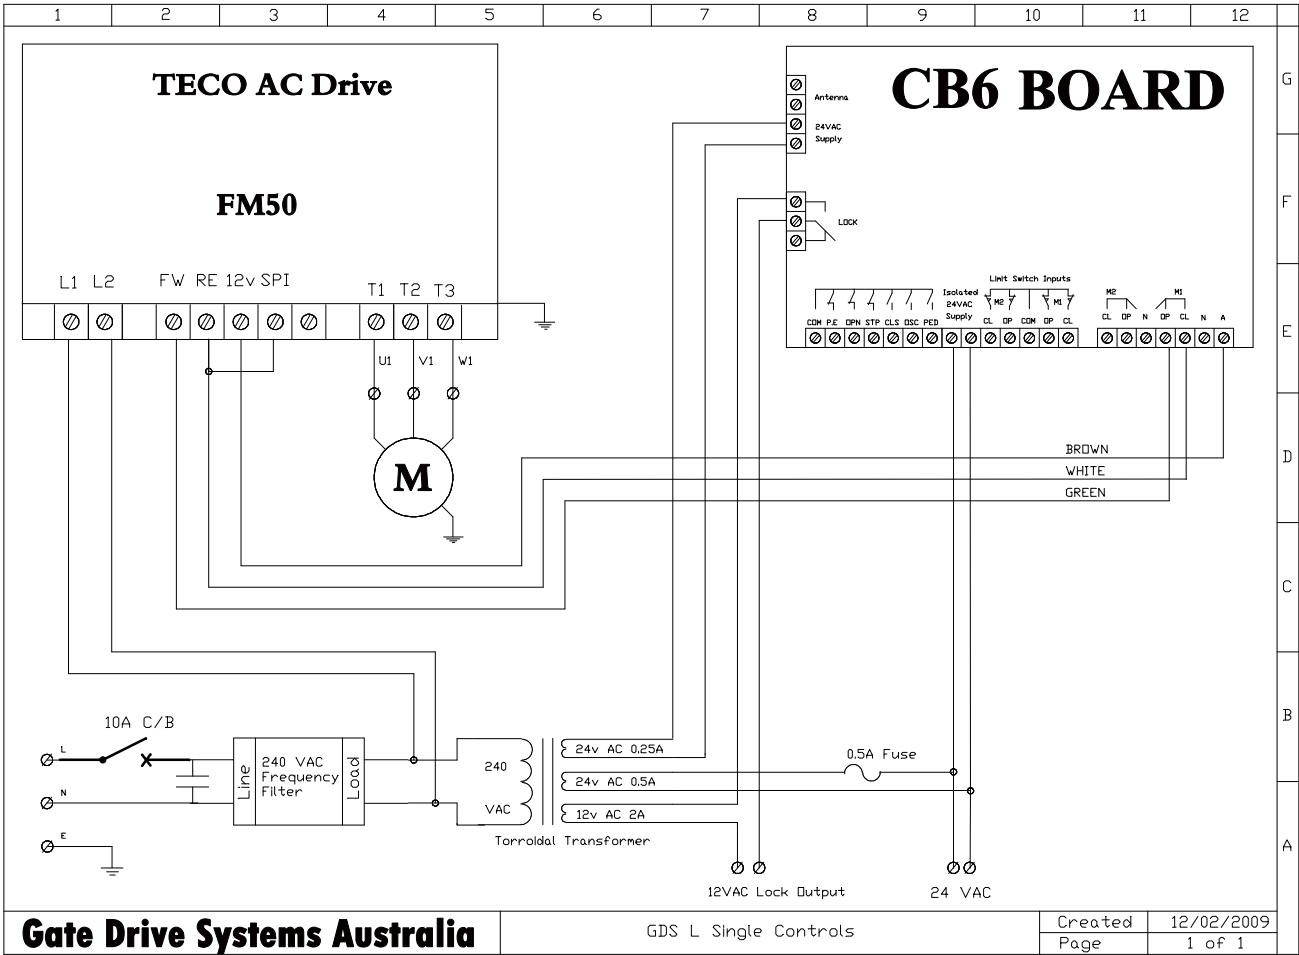 1 2 3 4 5 6 7 8 9 10 11 12
TECO AC Drive
FM50
L1 L2 FW RE 12v SPI T1 T2 T3
U1 V1 W1
M
CB6 BOARD
Antenna
24VAC
Supply
LOCK
Limit Switch Inputs
Isolated
24VAC
Supply
M2 M1
M2 M1
COM P.E OPN STP CLS OSC PED
CL OP COM OP CL
CL OP N OP CL N A
G
F
E
D
C
B
A
BROWN
WHITE
GREEN
10A C/B
L
N
E
Line
240 VAC
Frequency
Filter
Load
240
VAC
24v AC 0.25A
24v AC 0.5A
12v AC 2A
Torroidal Transformer
0.5A Fuse
12VAC Lock Output
24 VAC
Gate Drive Systems Australia
GDS L Single Controls
Created 12/02/2009
Page 1 of 1